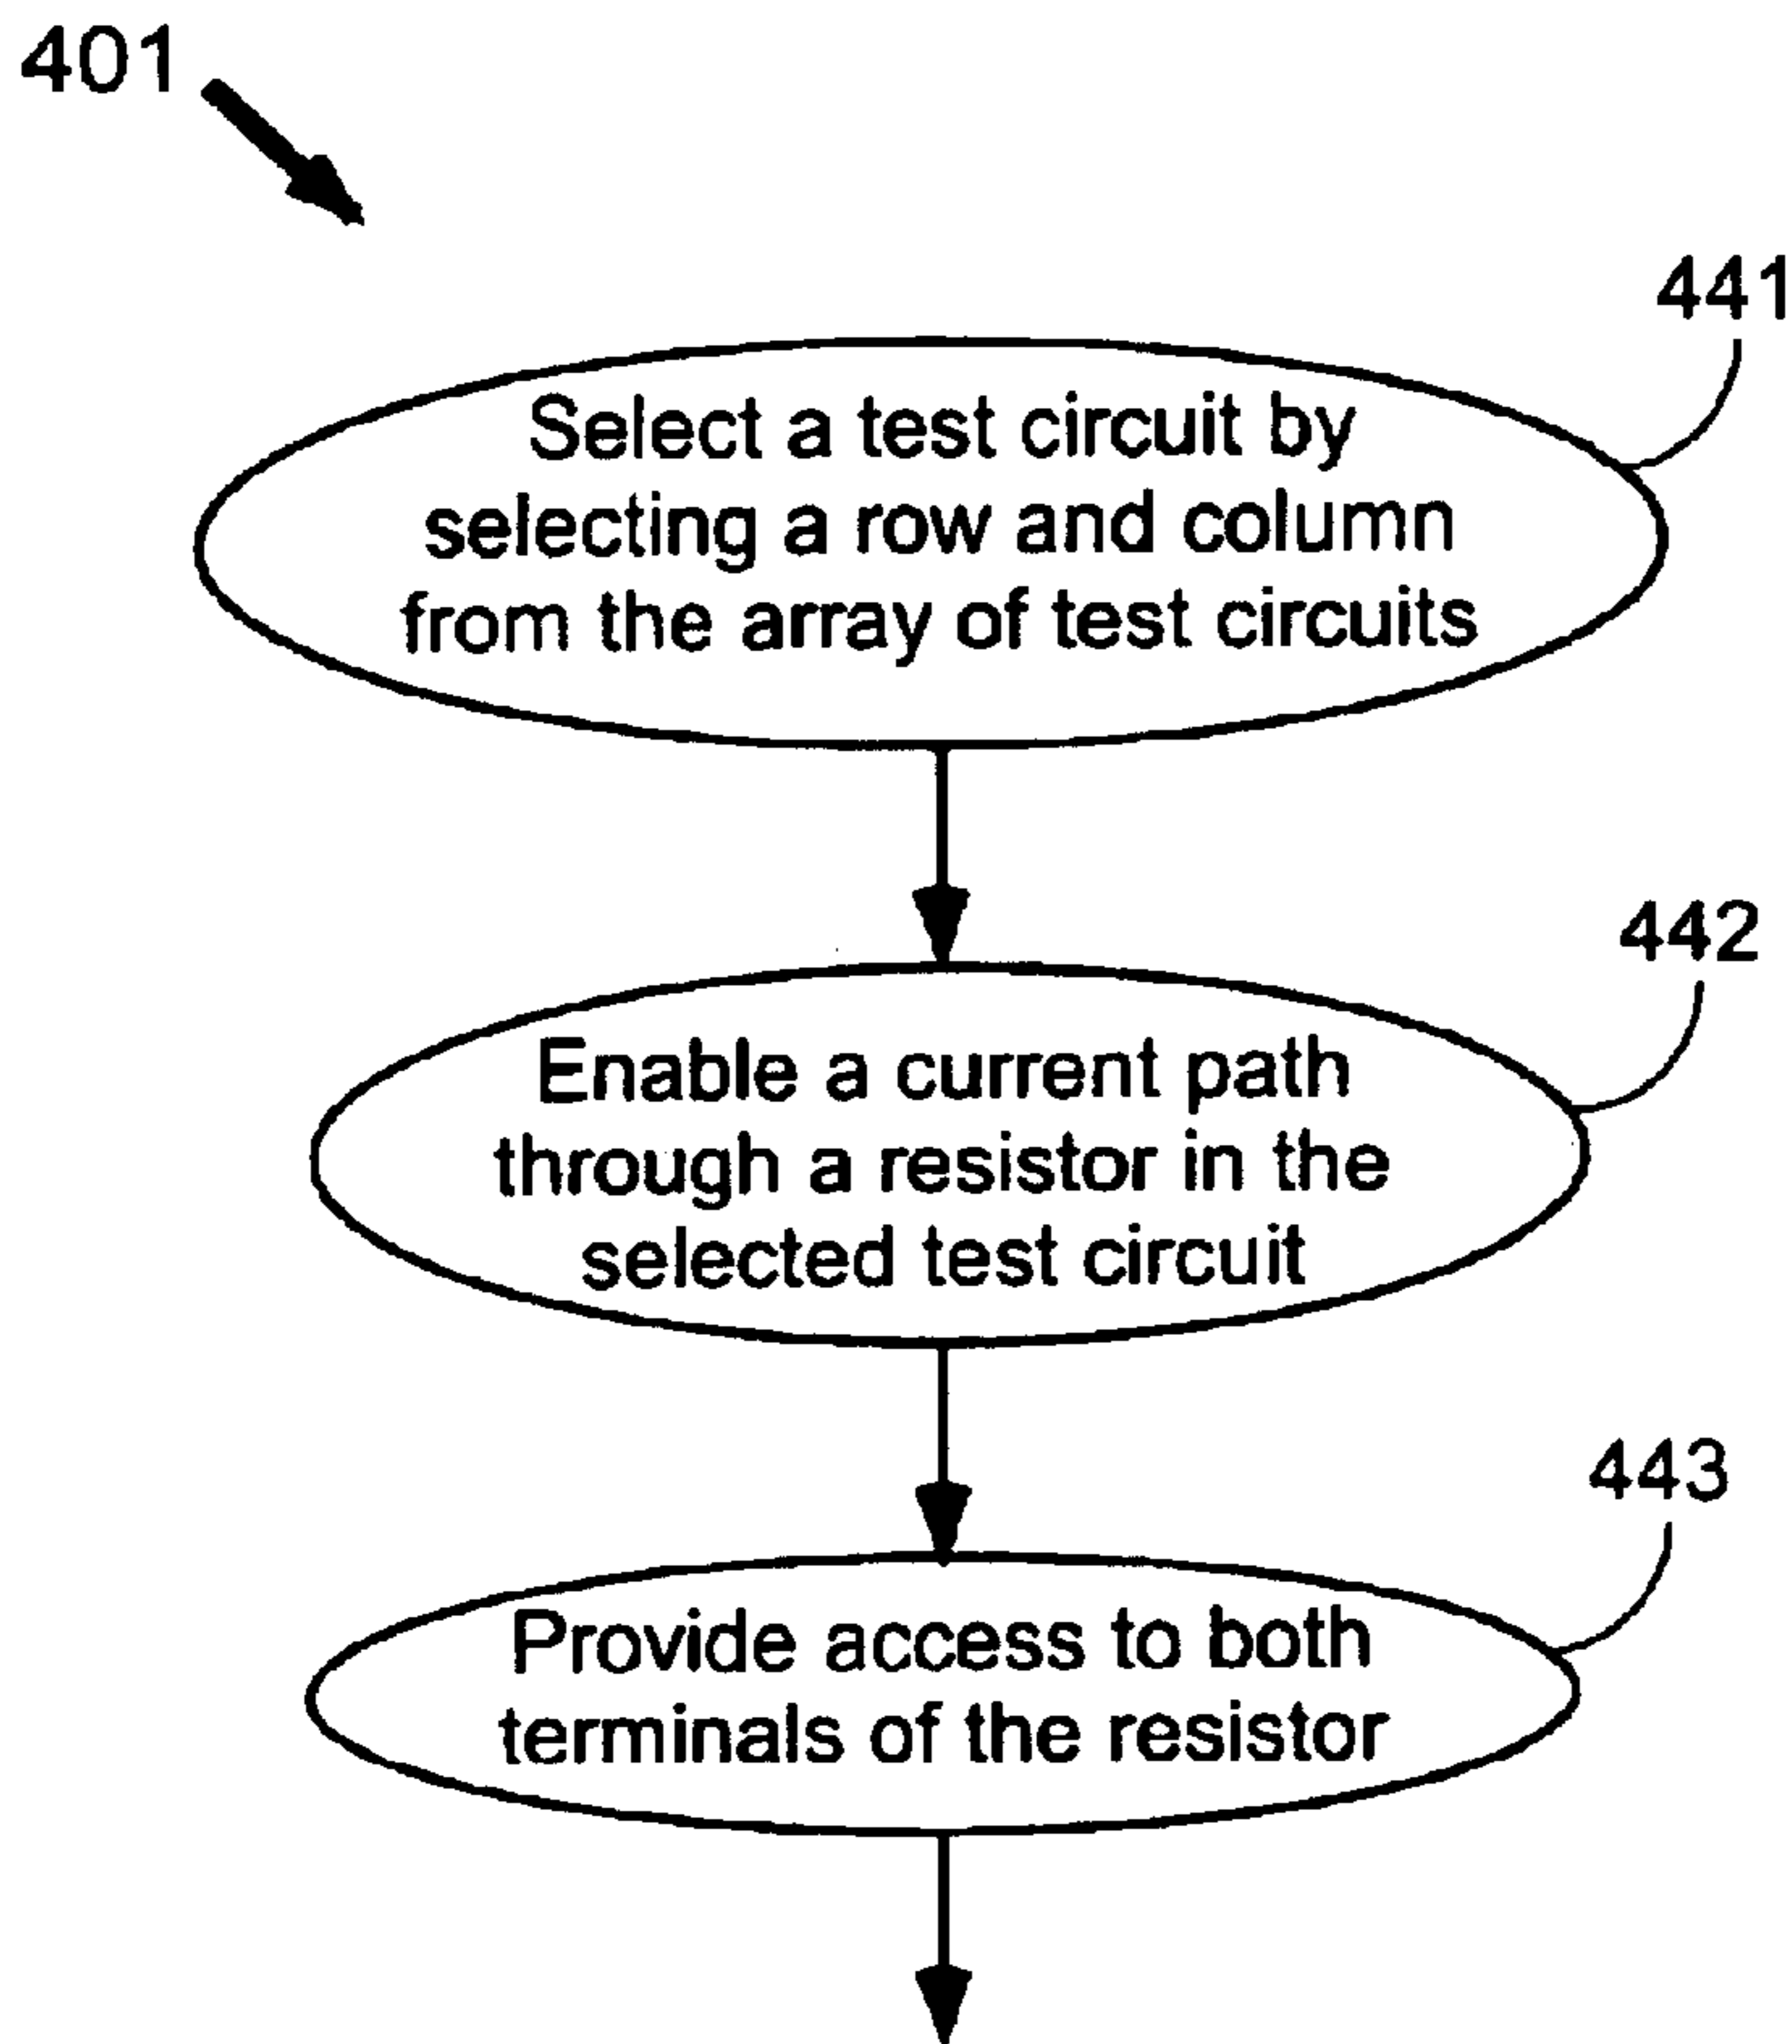 401
441
Select a test circuit by
selecting a row and column
from the array of test circuits
442
Enable a current path
through a resistor in the
selected test circuit
443
Provide access to both
terminals of the resistor